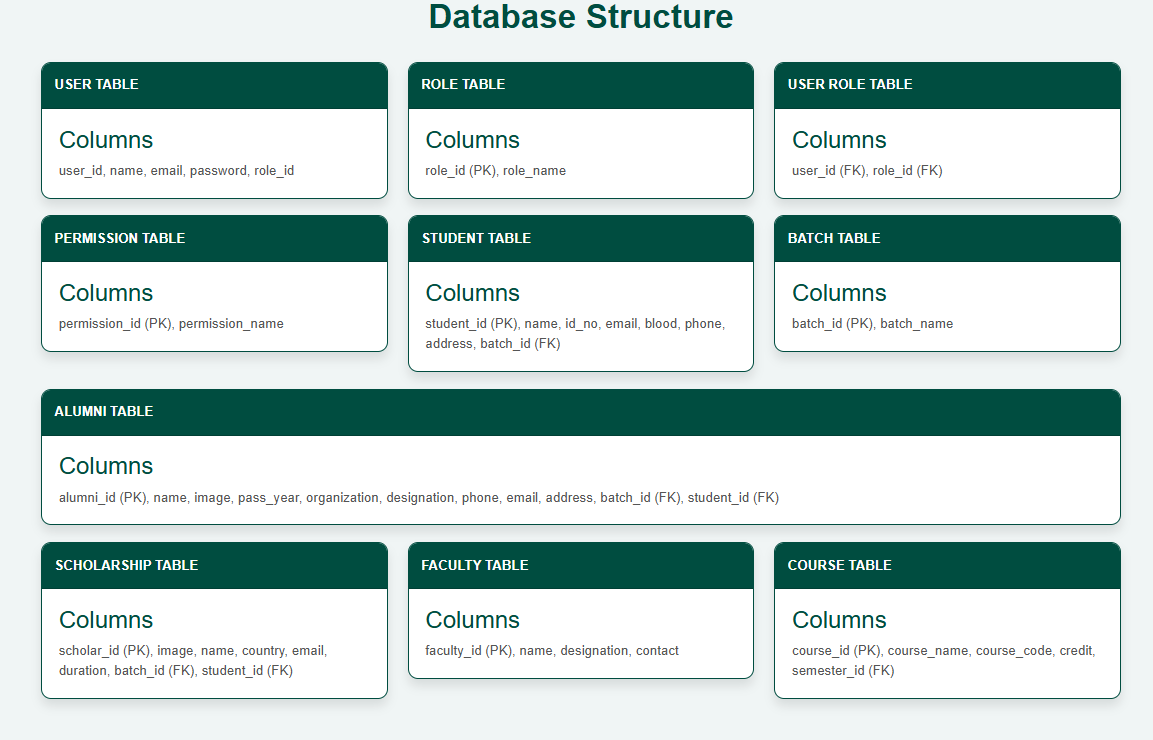 Database Structure
USER TABLE
Columns
user_id, name, email, password, role_id
ROLE TABLE
Columns
role_id (PK), role_name
USER ROLE TABLE
Columns
user_id (FK), role_id (FK)
PERMISSION TABLE
Columns
permission_id (PK), permission_name
STUDENT TABLE
Columns
student_id (PK), name, id_no, email, blood, phone,
address, batch_id (FK)
BATCH TABLE
Columns
batch_id (PK), batch_name
ALUMNI TABLE
Columns
alumni_id (PK), name, image, pass_year, organization, designation, phone, email, address, batch_id (FK), student_id (FK)
SCHOLARSHIP TABLE
Columns
scholar_id (PK), image, name, country, email,
duration, batch_id (FK), student_id (FK)
FACULTY TABLE
Columns
faculty_id (PK), name, designation, contact
COURSE TABLE
Columns
course_id (PK), course_name, course_code, credit,
semester_id (FK)